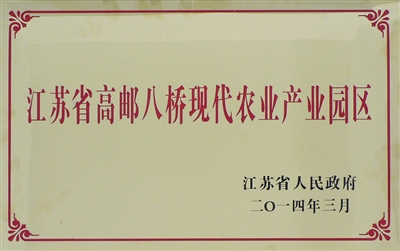 江苏省高邮八桥现代农业产业园区
江苏省人民政府
二〇一四年三月